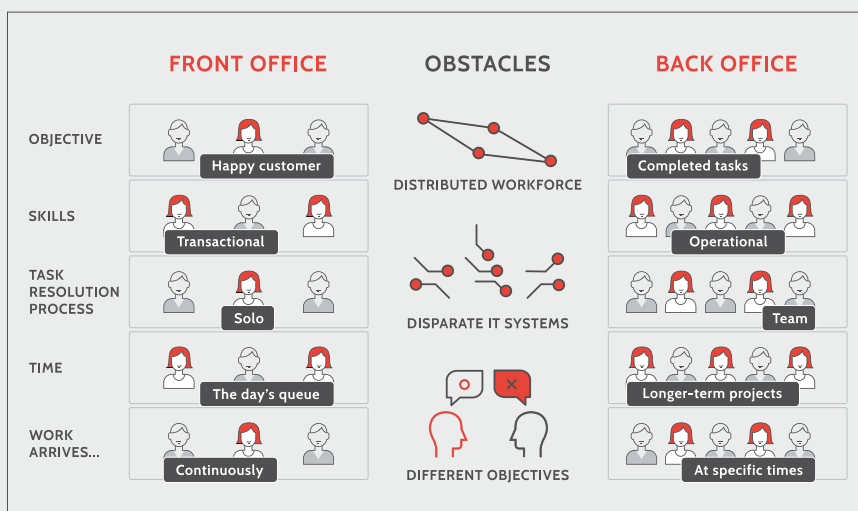 FRONT OFFICE
OBSTACLES
BACK OFFICE
OBJECTIVE
Happy customer
DISTRIBUTED WORKFORCE
Completed tasks
SKILLS
Transactional
Operational
TASK
RESOLUTION
PROCESS
Solo
DISPARATE IT SYSTEMS
Team
TIME
The day's queue
Longer-term projects
WORK
ARRIVES...
Continuously
DIFFERENT OBJECTIVES
At specific times